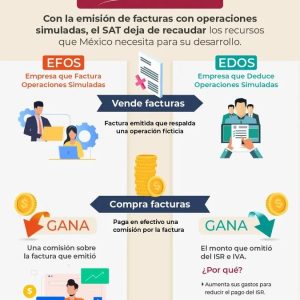 Con la emisión de facturas con operaciones
simuladas, el SAT deja de recaudar los recursos
que México necesita para su desarrollo.
EFOS
Empresa que Factura
Operaciones Simuladas
EDOS
Empresa que Deduce
Operaciones Simuladas
Vende facturas
Factura emitida que respalda
una operación ficticia
Compra facturas
Paga en efectivo una
comisión por la factura
GANA
Una comisión sobre
la factura que emitió
GANA
El monto que omitió
del ISR e IVA.
¿Por qué?
• Aumenta sus gastos para
reducir el pago del ISR.